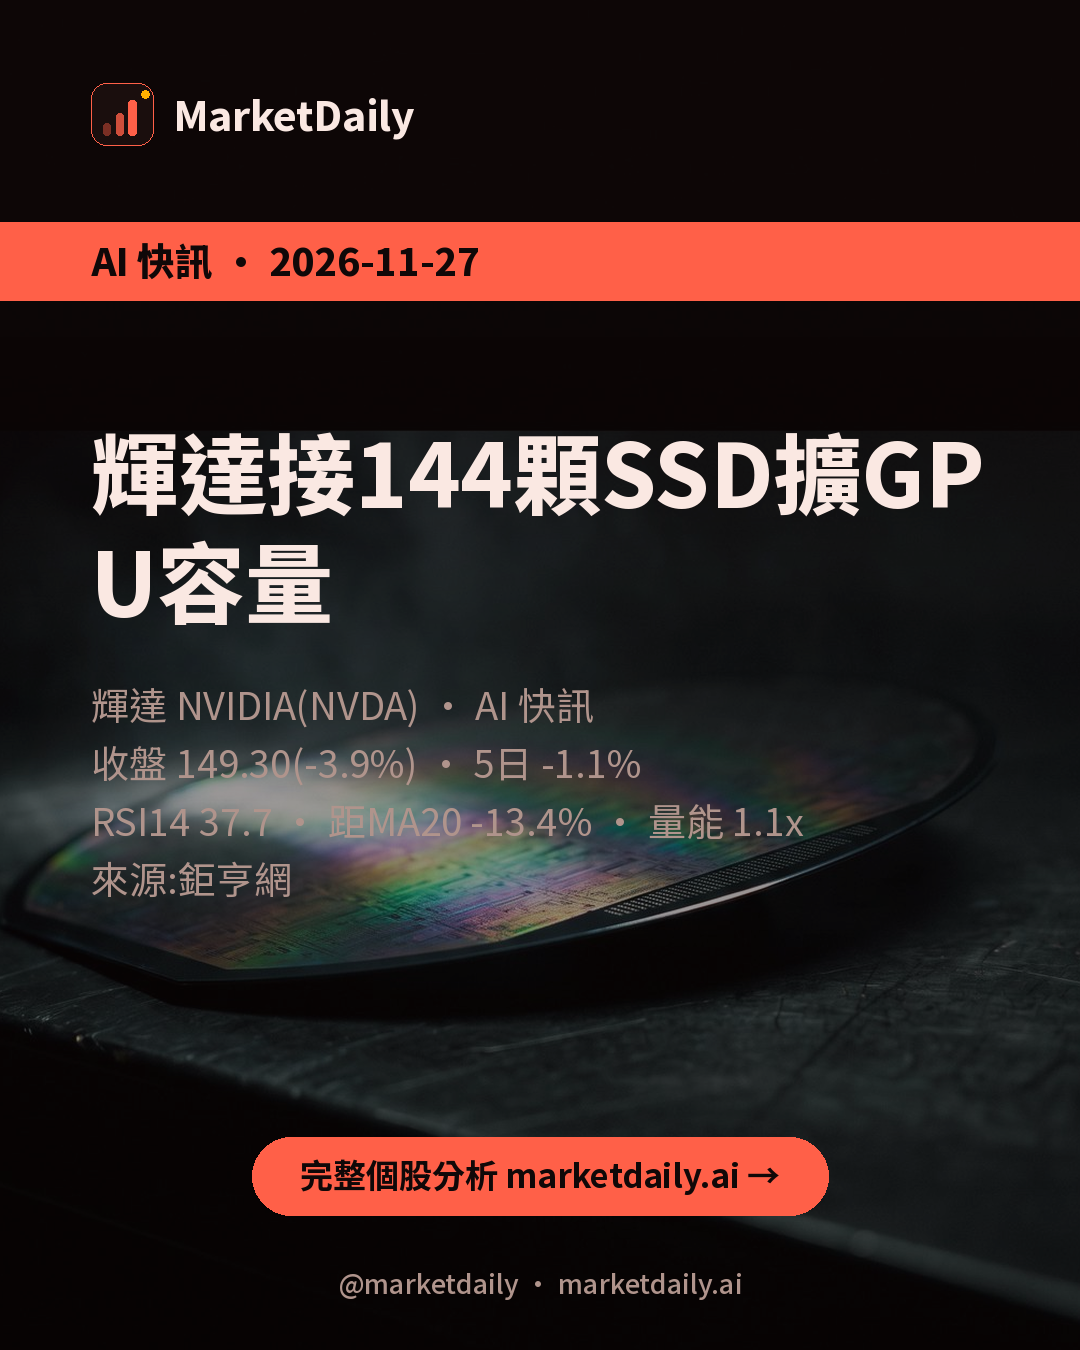 MarketDaily
AI 快訊 · 2026-11-27
輝達接144顆SSD擴GP
U容量
輝達 NVIDIA(NVDA) · AI 快訊
收盤 149.30(-3.9%) · 5日 -1.1%
RSI14 37.7 · 距MA20 -13.4% · 量能 1.1x
來源:鉅亨網
完整個股分析 marketdaily.ai →
@marketdaily · marketdaily.ai